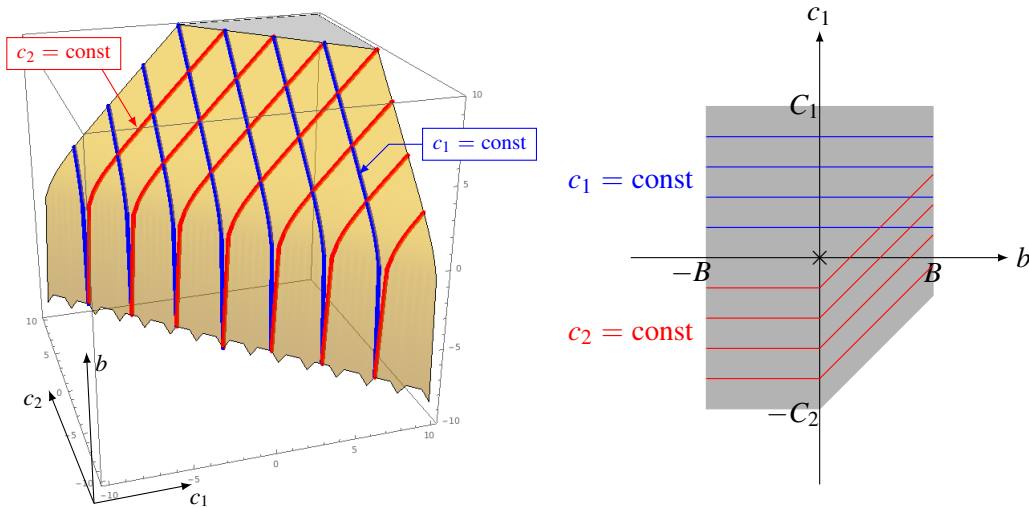 c₂ = const
c₁ = const
10
5
0
−5
−10
10
5
0
−5
−10
−10
−5
0
5
10
b
c₂
c₁
c₁
C₁
c₁ = const
−B
B
b
c₂ = const
−C₂